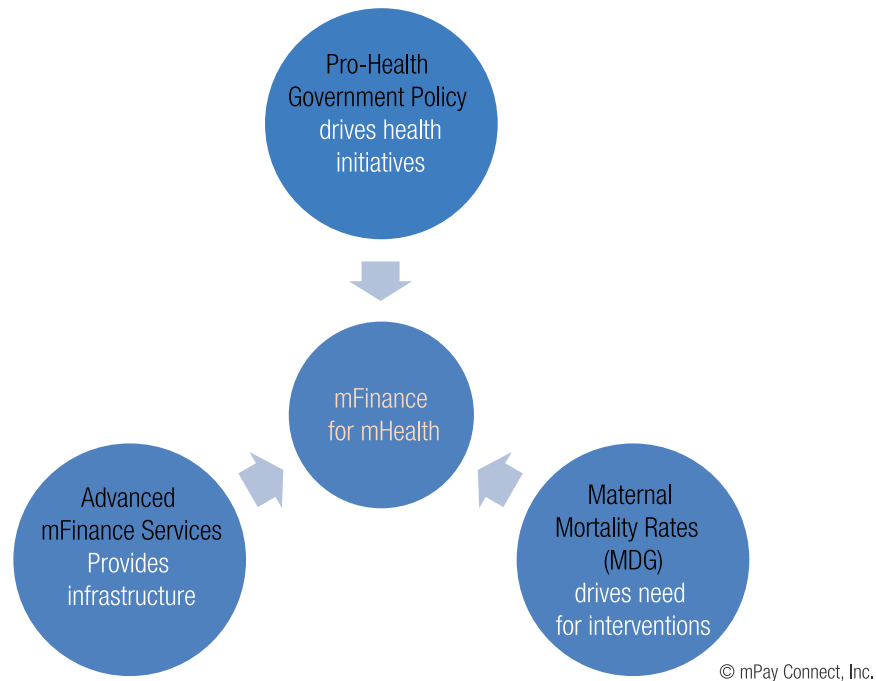 Pro-Health
Government Policy
drives health
initiatives
mFinance
for mHealth
Advanced
mFinance Services
Provides
infrastructure
Maternal
Mortality Rates
(MDG)
drives need
for interventions
© mPay Connect, Inc.